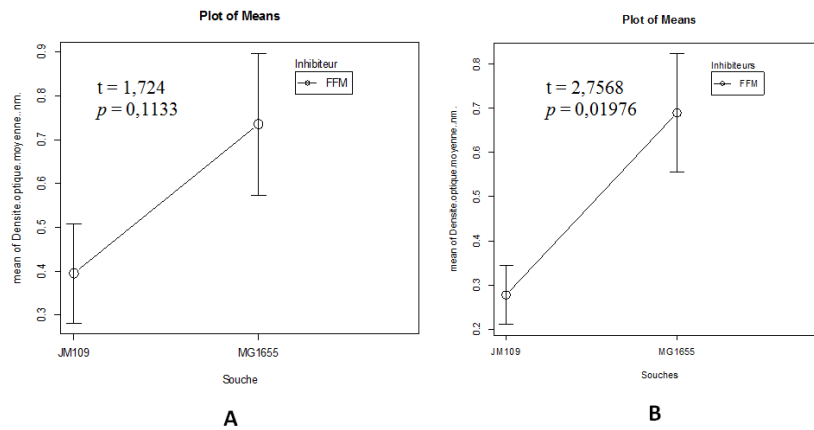 Plot of Means
mean of Densite.optique.moyenne..nm.
0.9
0.8
0.7
0.6
0.5
0.4
0.3
t = 1,724
p = 0,1133
Inhibiteur
FFM
JM109
MG1655
Souche
A
Plot of Means
mean of Densite.optique.moyenne..nm.
0.8
0.7
0.6
0.5
0.4
0.3
0.2
t = 2,7568
p = 0,01976
Inhibiteurs
FFM
JM109
MG1655
Souches
B